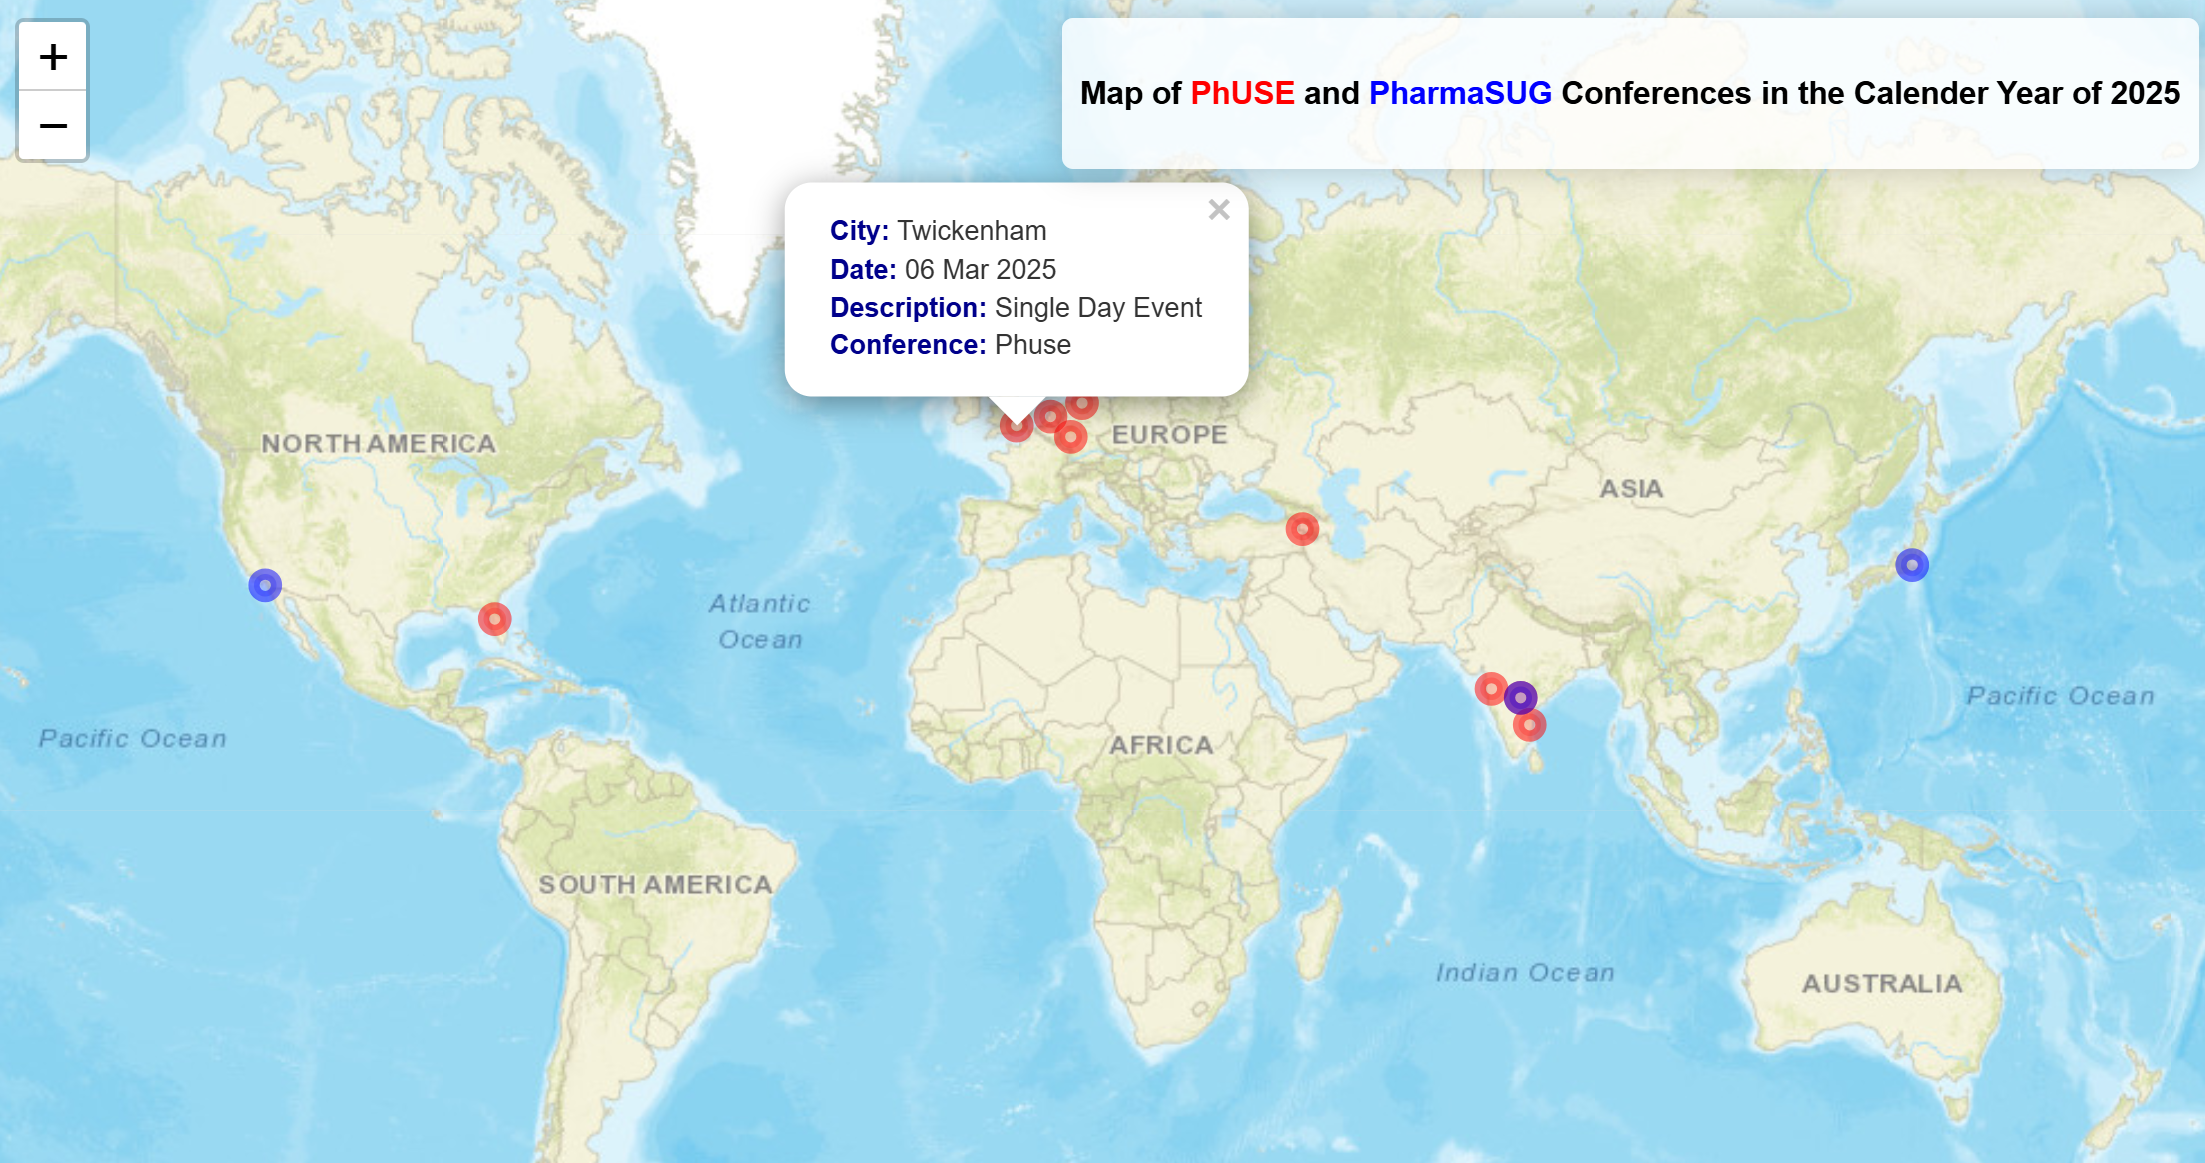 +
−
Map of PhUSE and PharmaSUG Conferences in the Calender Year of 2025
×
City: Twickenham
Date: 06 Mar 2025
Description: Single Day Event
Conference: Phuse
NORTH AMERICA
EUROPE
ASIA
Atlantic
Ocean
Pacific Ocean
Pacific Ocean
AFRICA
SOUTH AMERICA
Indian Ocean
AUSTRALIA